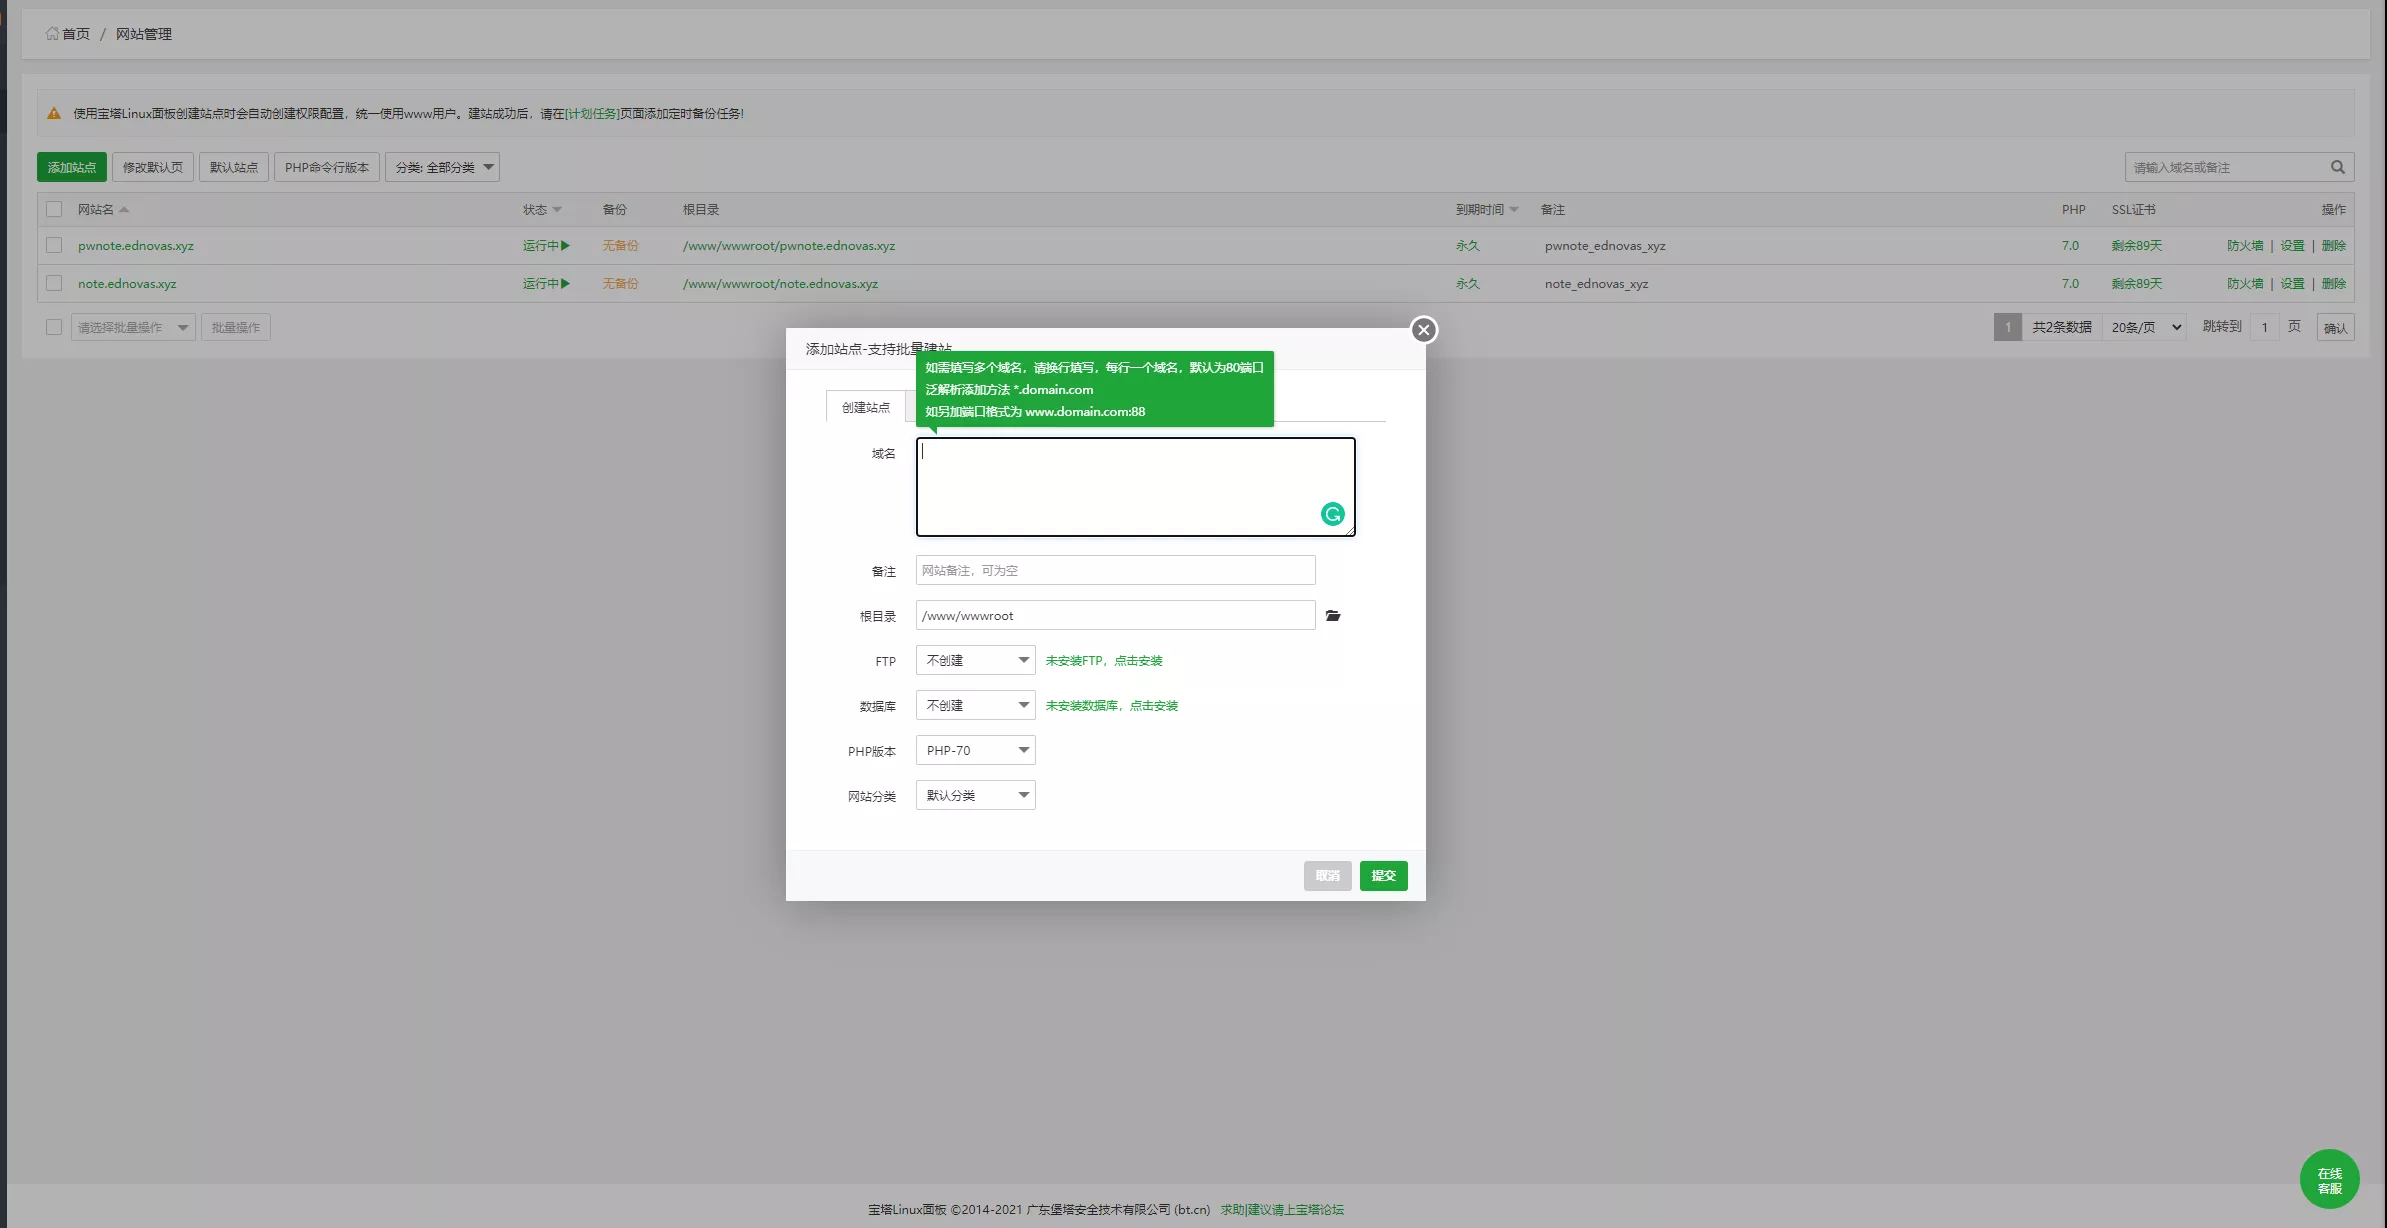 首页 / 网站管理
使用宝塔Linux面板创建站点时会自动创建权限配置，统一使用www用户。建站成功后，请在[计划任务]页面添加定时备份任务!
添加站点 修改默认页 默认站点 PHP命令行版本 分类: 全部分类 请输入域名或备注
网站名 状态 备份 根目录 到期时间 备注 PHP SSL证书 操作
pwnote.ednovas.xyz 运行中 无备份 /www/wwwroot/pwnote.ednovas.xyz 永久 pwnote_ednovas_xyz 7.0 剩余89天 防火墙 | 设置 | 删除
note.ednovas.xyz 运行中 无备份 /www/wwwroot/note.ednovas.xyz 永久 note_ednovas_xyz 7.0 剩余89天 防火墙 | 设置 | 删除
请选择批量操作 批量操作 1 共2条数据 20条/页 跳转到 1 页 确认
添加站点-支持批量建站
如需填写多个域名，请换行填写，每行一个域名，默认为80端口
泛解析添加方法 *.domain.com
如另加端口格式为 www.domain.com:88
创建站点
域名
备注 网站备注，可为空
根目录 /www/wwwroot
FTP 不创建 未安装FTP，点击安装
数据库 不创建 未安装数据库，点击安装
PHP版本 PHP-70
网站分类 默认分类
取消 提交
在线
客服
宝塔Linux面板 ©2014-2021 广东堡塔安全技术有限公司 (bt.cn) 求助|建议请上宝塔论坛